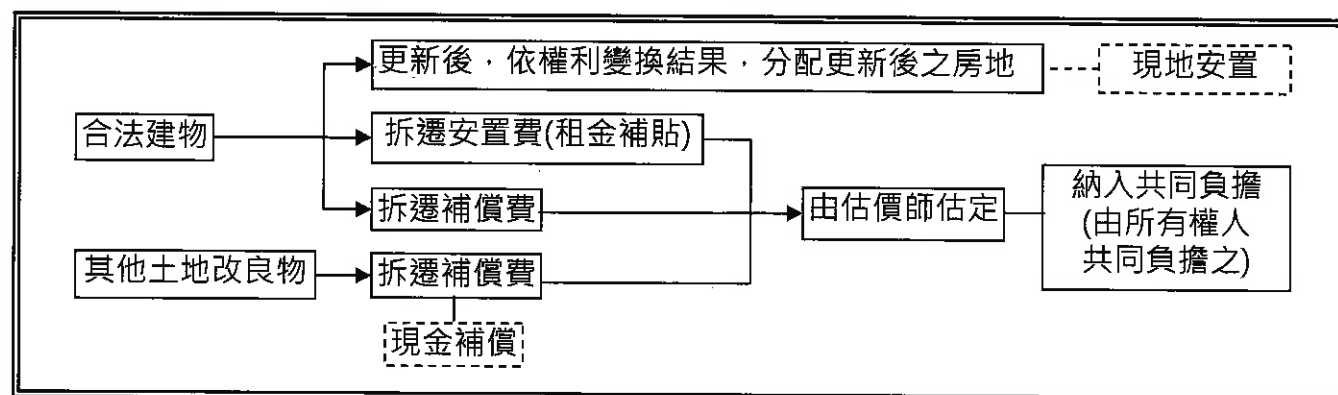 更新後，依權利變換結果，分配更新後之房地
現地安置
合法建物
拆遷安置費(租金補貼)
拆遷補償費
由估價師估定
納入共同負擔
(由所有權人
共同負擔之)
其他土地改良物
拆遷補償費
現金補償